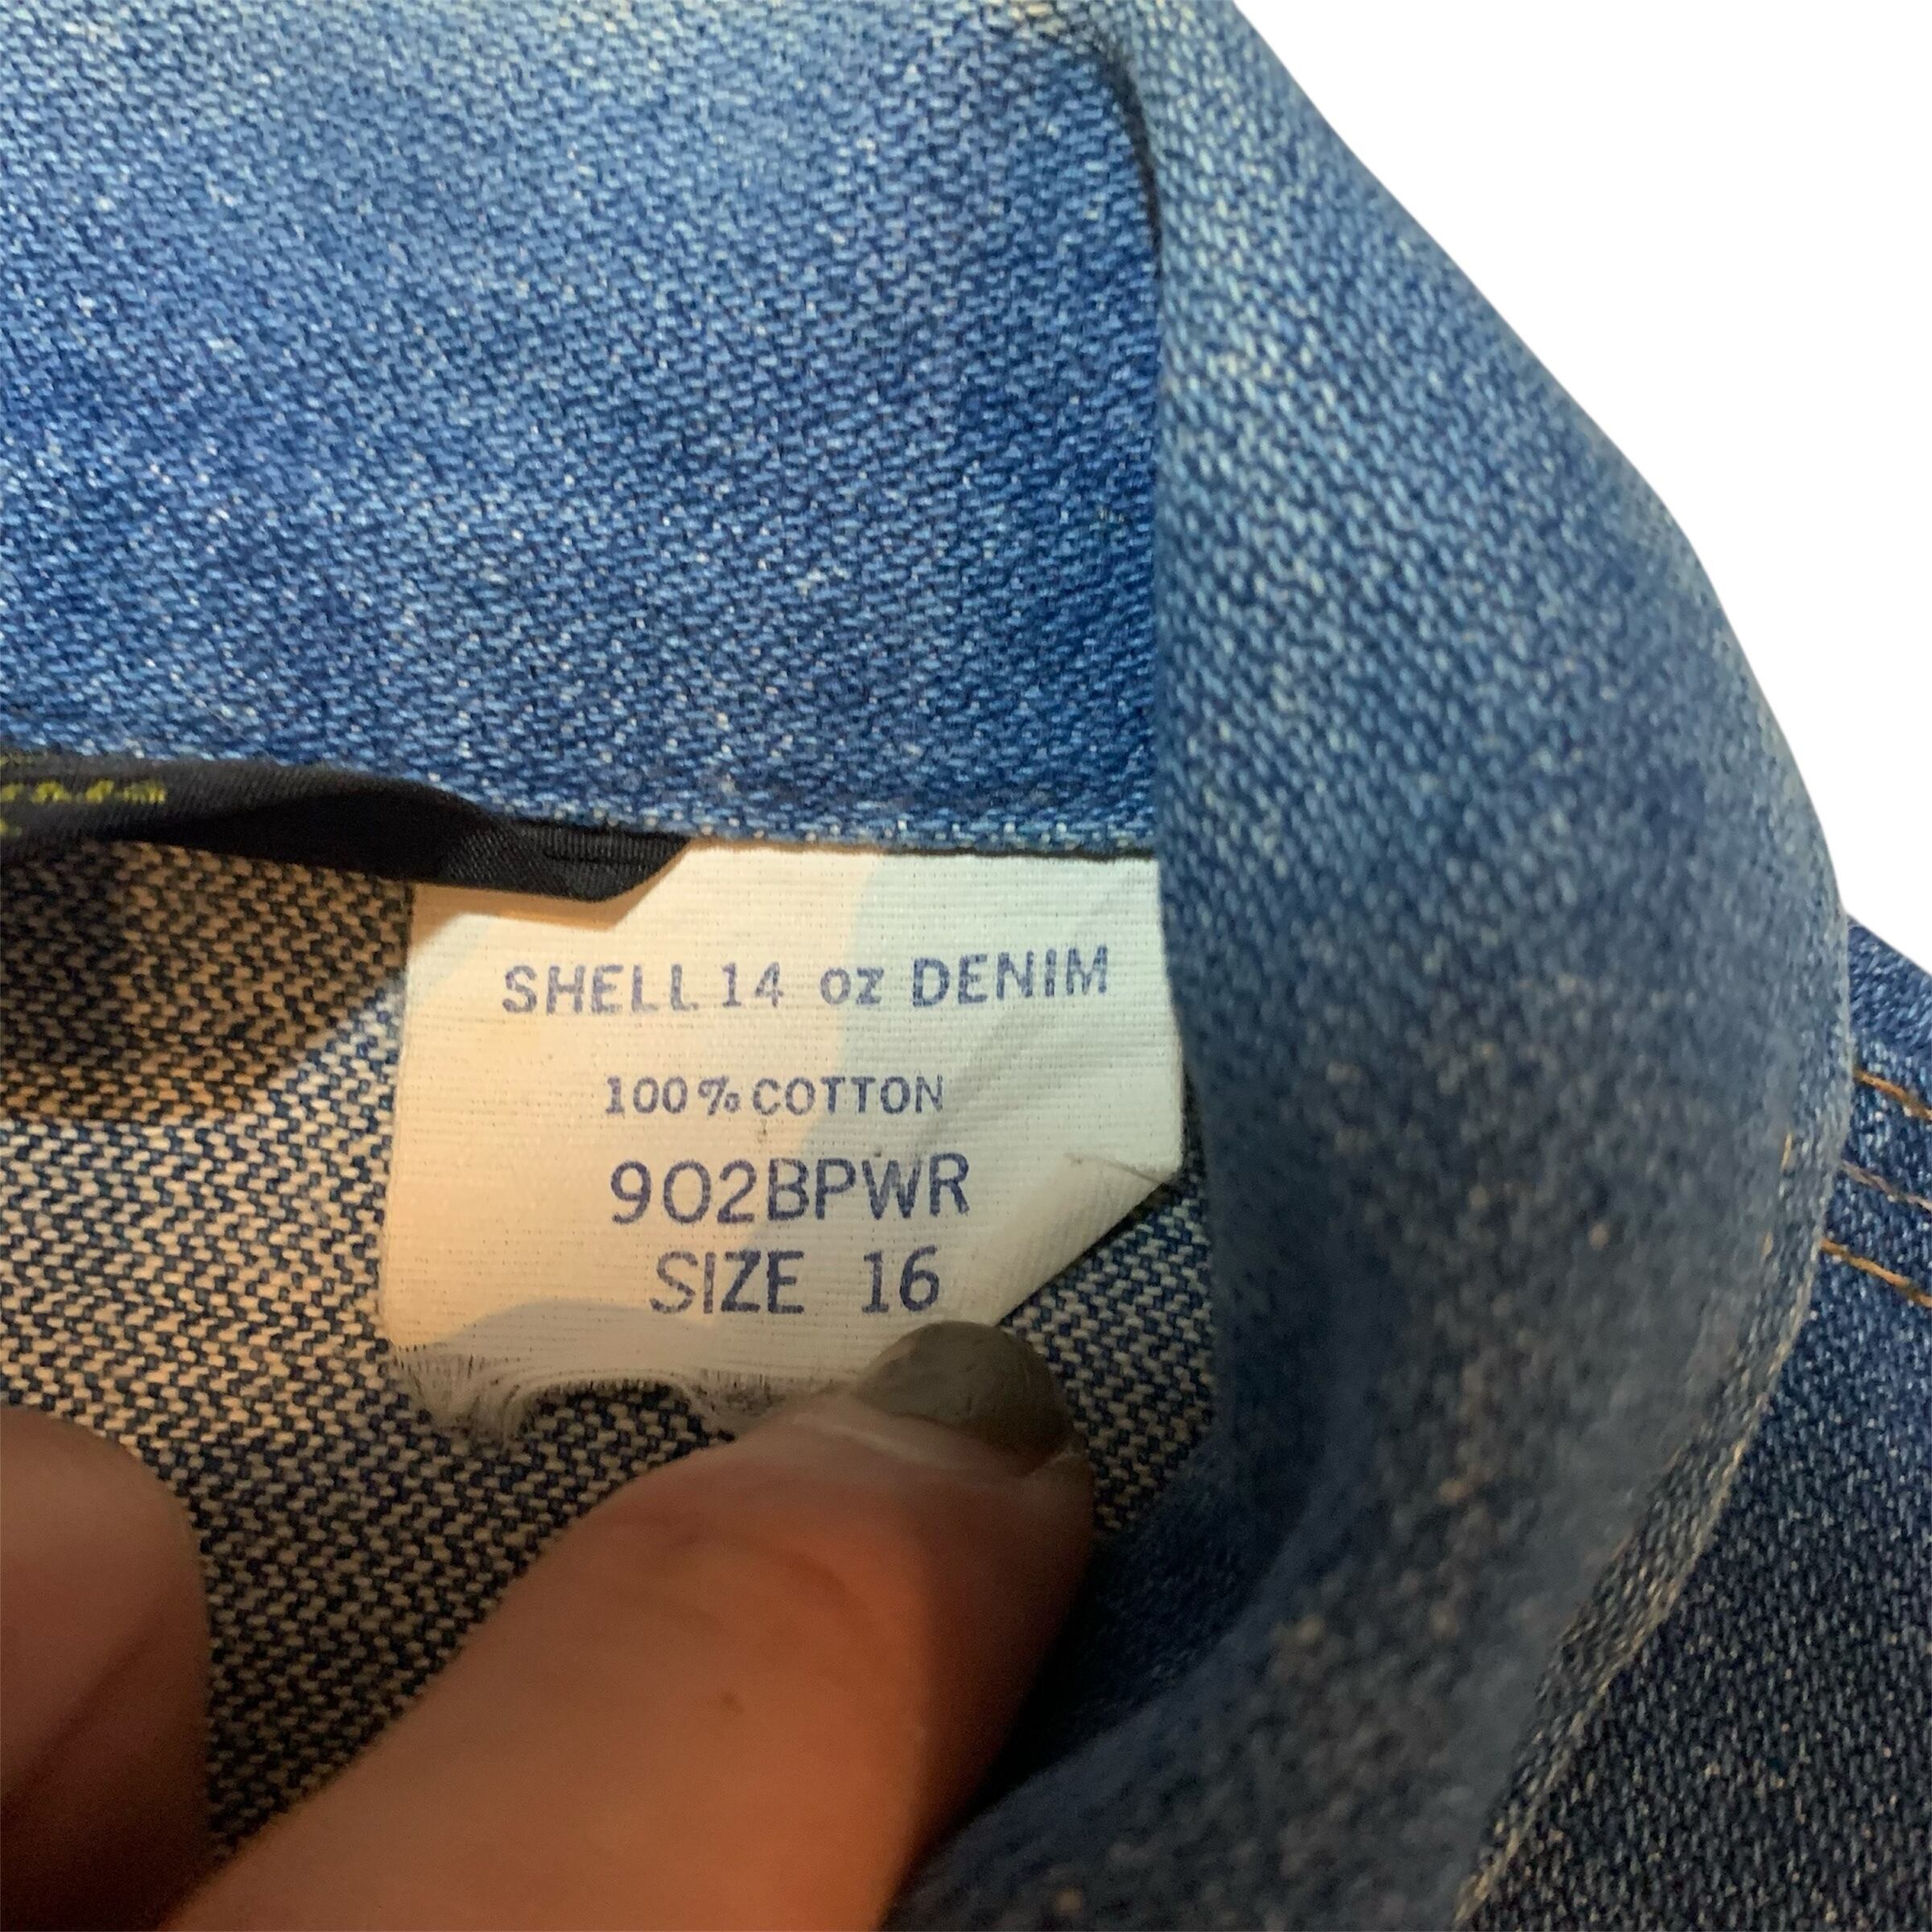 SHELL 14 oz DENIM
100% COTTON
902BPWR
SIZE 16